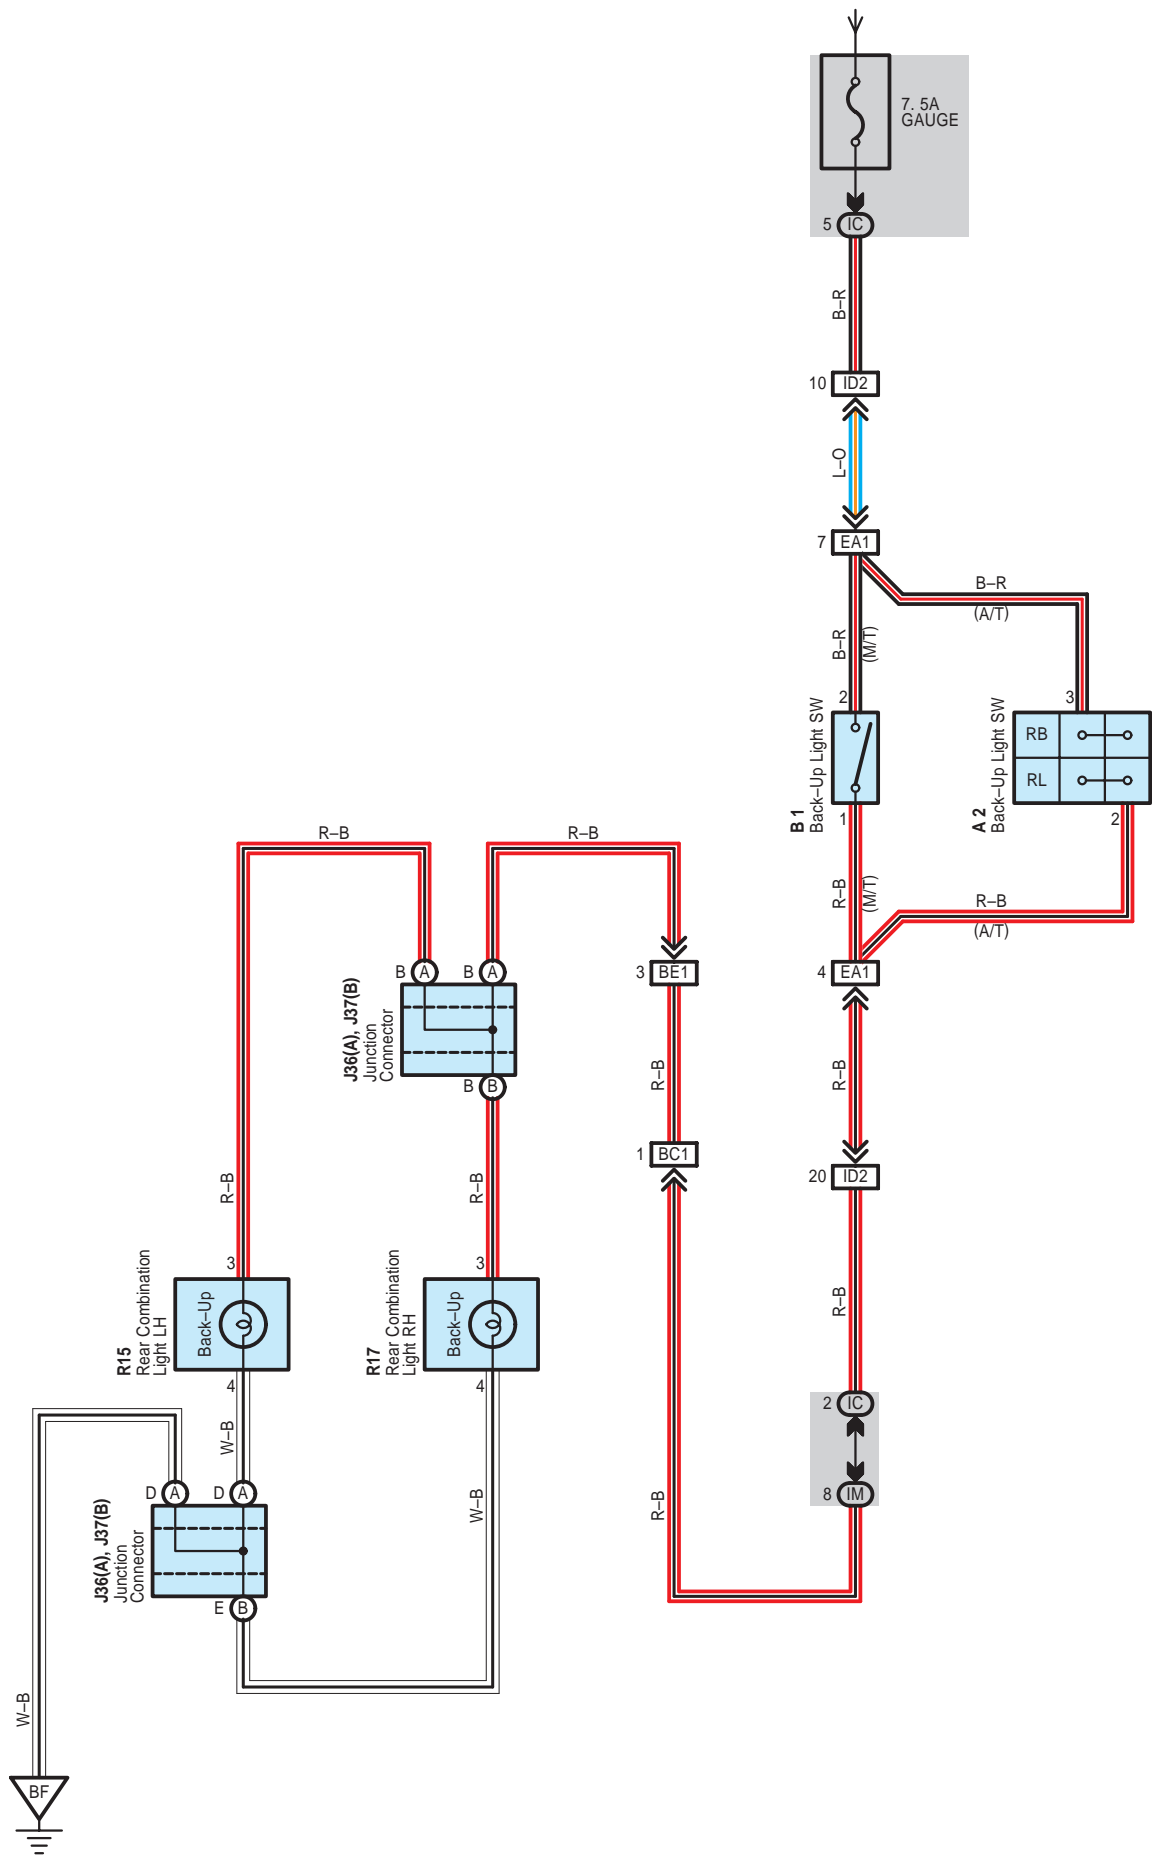 7. 5A
GAUGE
5 IC
B–R
10 ID2
L–O
7 EA1
B–R
(A/T)
B–R
(M/T)
2
3
B 1
Back–Up Light SW
A 2
Back–Up Light SW
RB
RL
1
2
R–B
R–B
R–B
(M/T)
R–B
(A/T)
B A
B A
3 BE1
4 EA1
J36(A), J37(B)
Junction
Connector
B B
R–B
R–B
1 BC1
20 ID2
R–B
R–B
3
3
R15
Rear Combination
Light LH
Back–Up
R17
Rear Combination
Light RH
Back–Up
4
4
2 IC
W–B
D A
D A
8 IM
W–B
R–B
J36(A), J37(B)
Junction
Connector
E B
W–B
BF